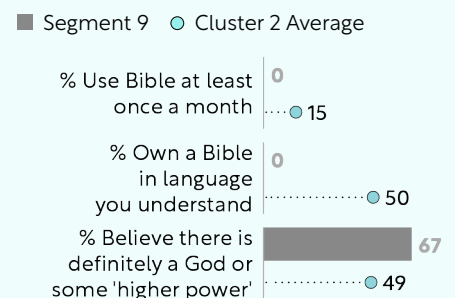 Segment 9 Cluster 2 Average
% Use Bible at least
once a month
0
15
% Own a Bible
in language
you understand
0
50
% Believe there is
definitely a God or
some 'higher power'
67
49